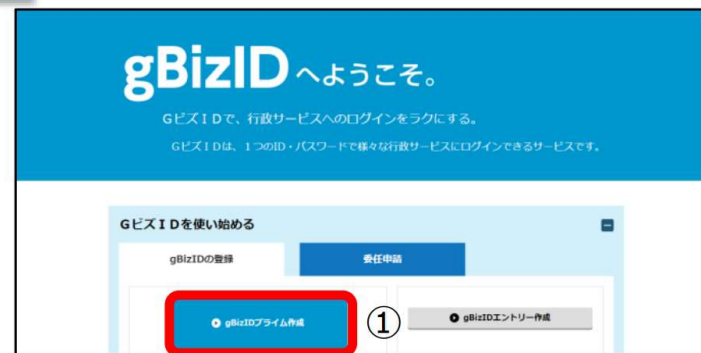 gBizIDへようこそ。
GビズIDで、行政サービスへのログインをラクにする。
GビズIDは、1つのID・パスワードで様々な行政サービスにログインできるサービスです。
GビズIDを使い始める
gBizIDの登録 委任申請
gBizIDプライム作成 ① gBizIDエントリー作成